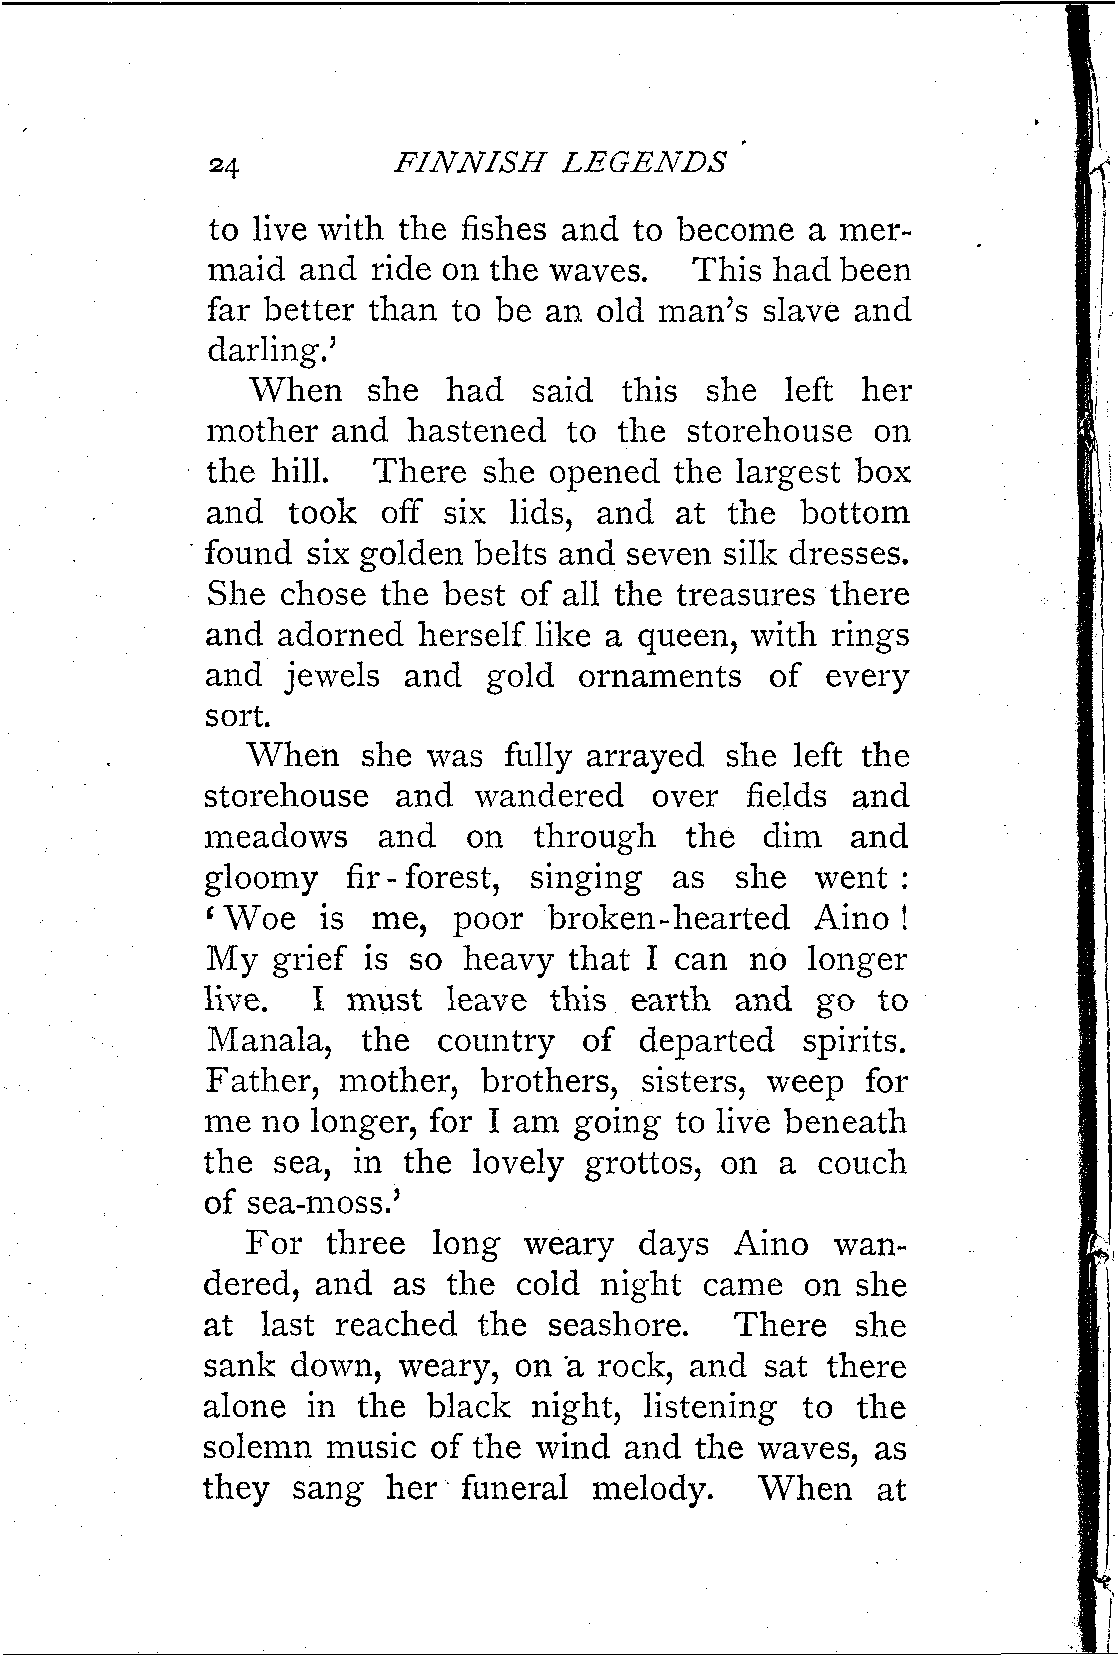 24 FINNISH LEGENDS
to live with the fishes and to become a mer-
maid and ride on the waves. This had been
far better than to be an old man's slave and
darling.'
When she had said this she left her
mother and hastened to the storehouse on
the hill. There she opened the largest box
and took off six lids, and at the bottom
found six golden belts and seven silk dresses.
She chose the best of all the treasures there
and adorned herself like a queen, with rings
and jewels and gold ornaments of every
sort.
When she was fully arrayed she left the
storehouse and wandered over fields and
meadows and on through the dim and
gloomy fir-forest, singing as she went :
‘Woe is me, poor broken-hearted Aino !
My grief is so heavy that I can no longer
live. I must leave this earth and go to
Manala, the country of departed spirits.
Father, mother, brothers, sisters, weep for
me no longer, for I am going to live beneath
the sea, in the lovely grottos, on a couch
of sea-moss.'
For three long weary days Aino wan-
dered, and as the cold night came on she
at last reached the seashore. There she
sank down, weary, on a rock, and sat there
alone in the black night, listening to the
solemn music of the wind and the waves, as
they sang her funeral melody. When at